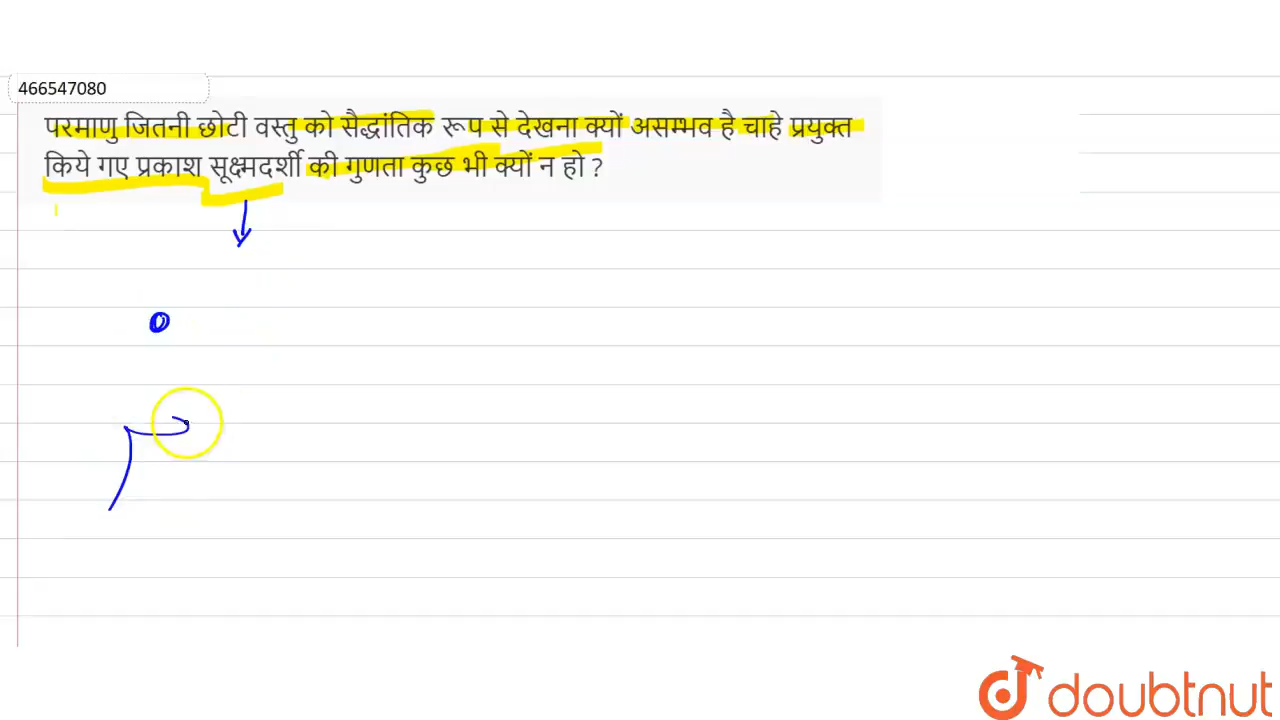 466547080
परमाणु जितनी छोटी वस्तु को सैद्धांतिक रूप से देखना क्यों असम्भव है चाहे प्रयुक्त
किये गए प्रकाश सूक्ष्मदर्शी की गुणता कुछ भी क्यों न हो ?
doubtnut